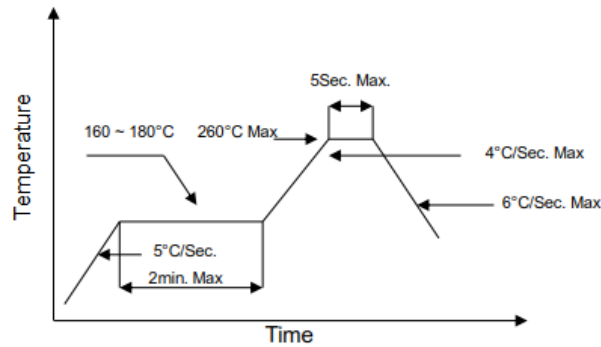 5Sec. Max.
160 ~ 180°C
260°C Max
4°C/Sec. Max
6°C/Sec. Max
5°C/Sec.
2min. Max
Temperature
Time